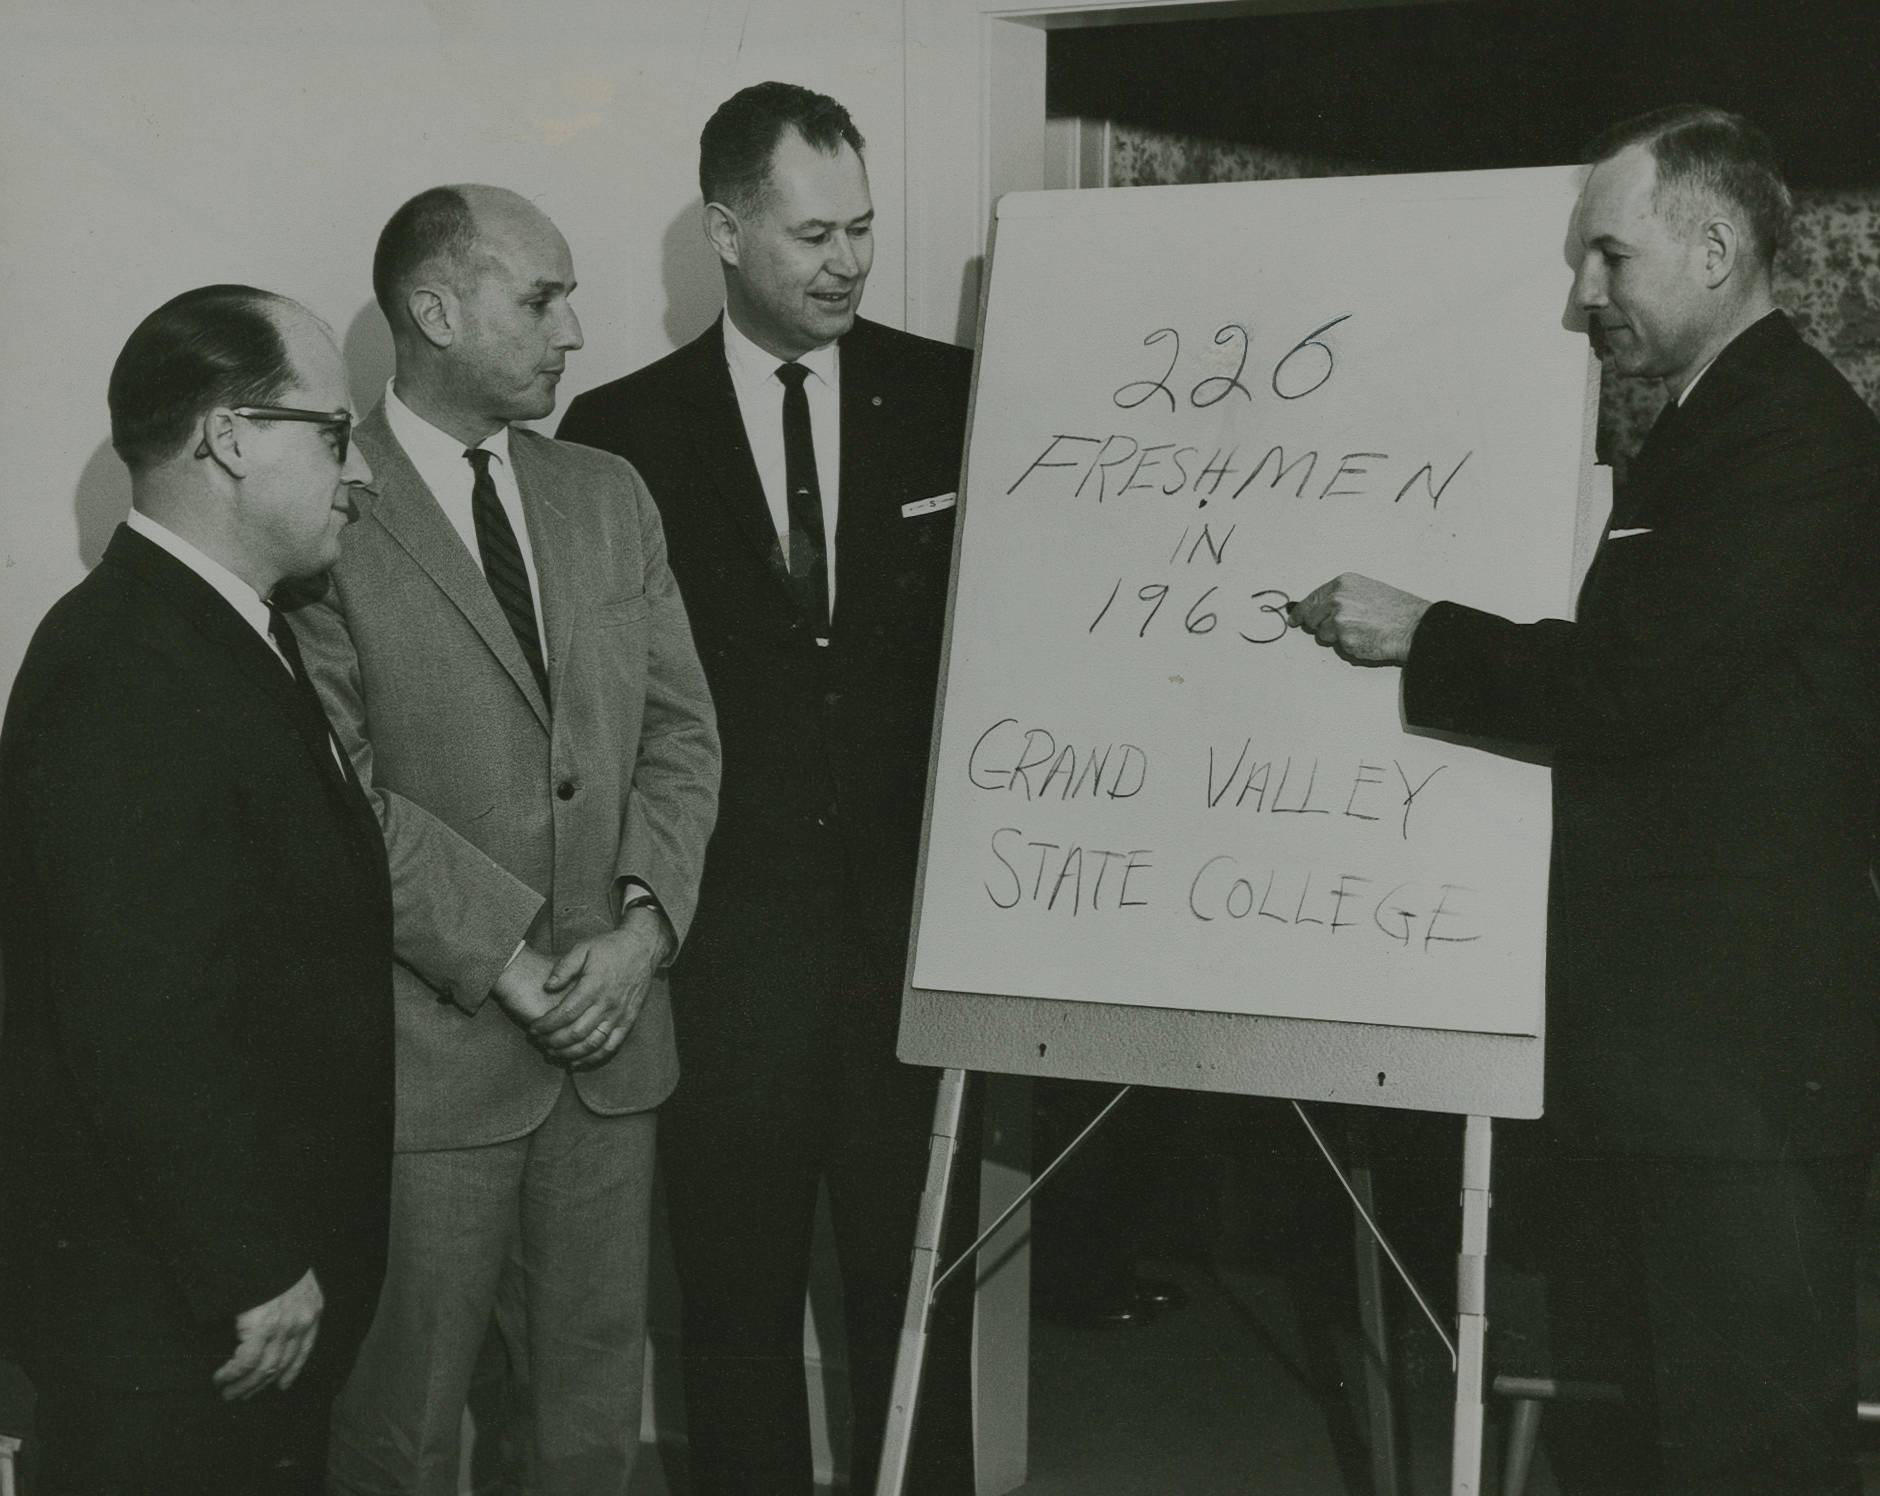 226
FRESHMEN
IN
1963
GRAND VALLEY
STATE COLLEGE